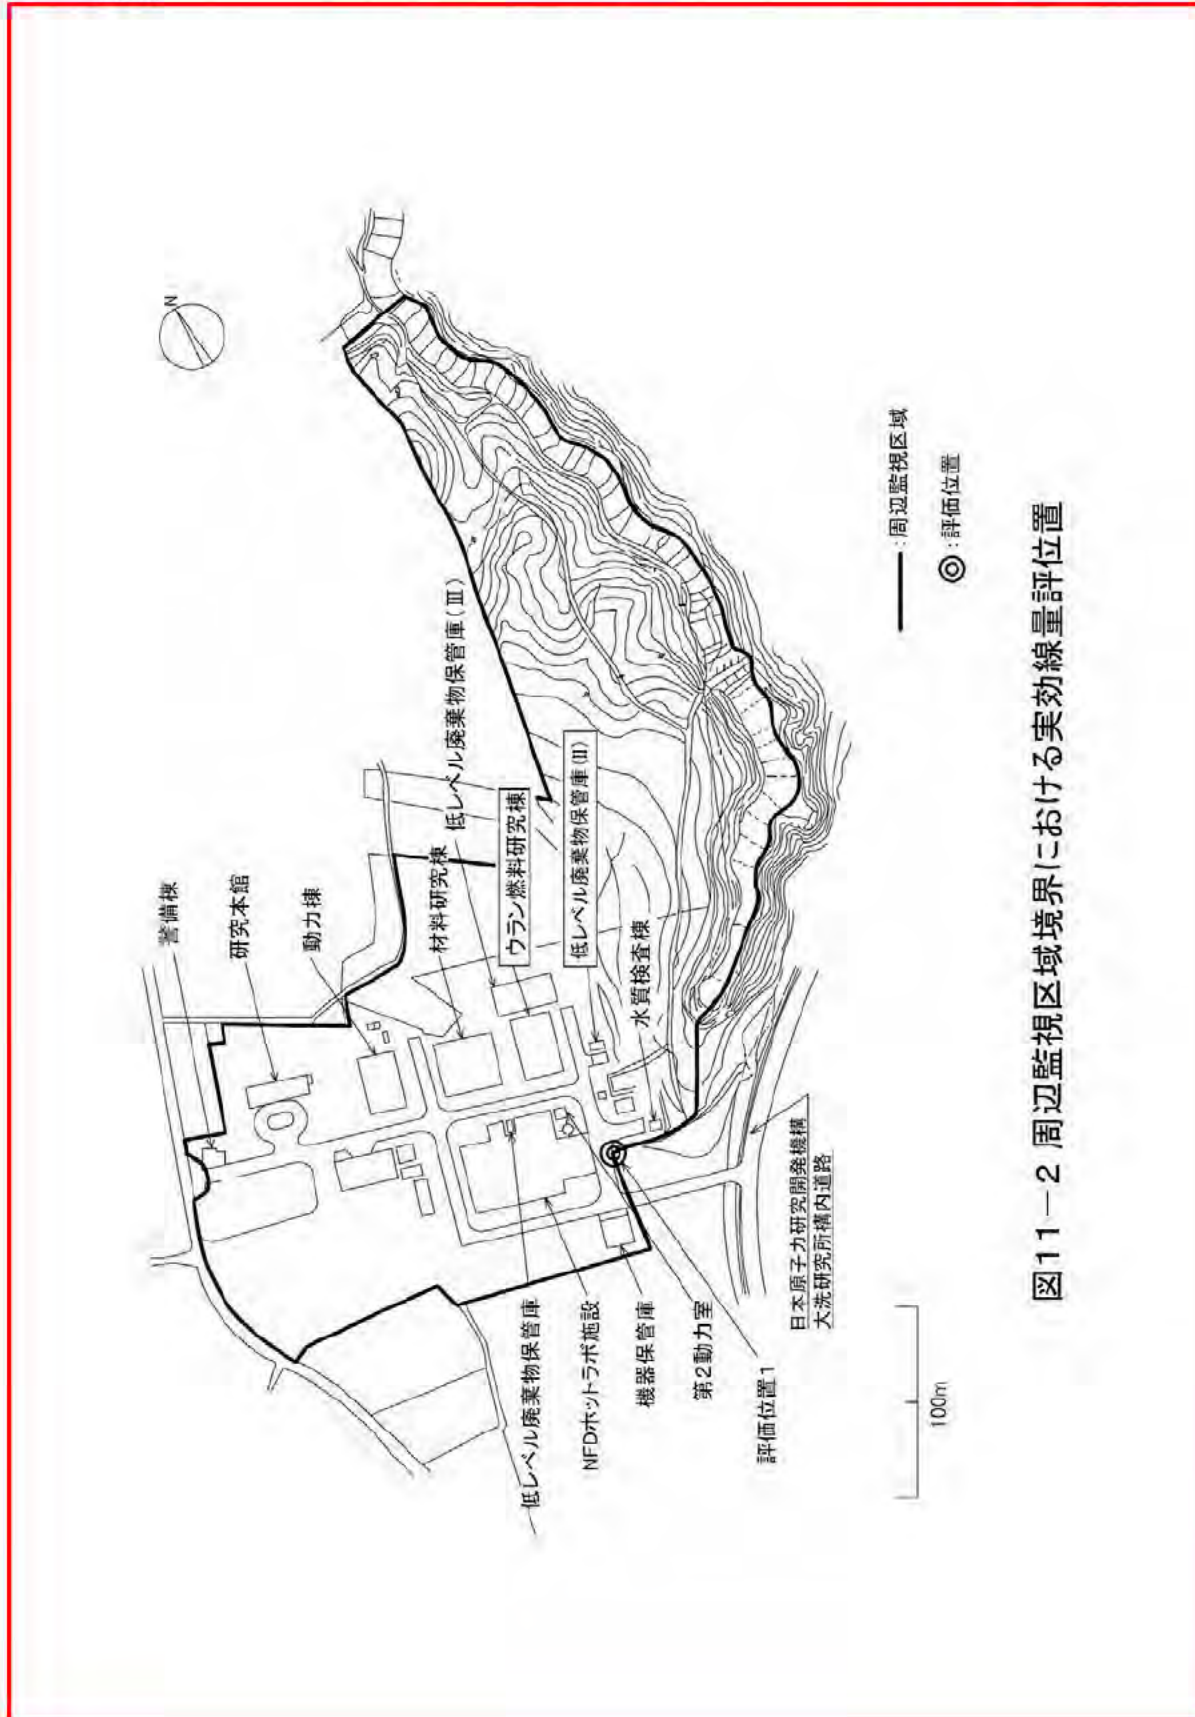 N
警備棟
研究本館
動力棟
材料研究棟
低レベル廃棄物保管庫(Ⅲ)
ウラン燃料研究棟
低レベル廃棄物保管庫(Ⅱ)
水質検査棟
低レベル廃棄物保管庫
NFDホットラボ施設
機器保管庫
第2動力室
評価位置1
日本原子力研究開発機構
大洗研究所構内道路
:周辺監視区域
:評価位置
100m
図11－2 周辺監視区域境界における実効線量評位置